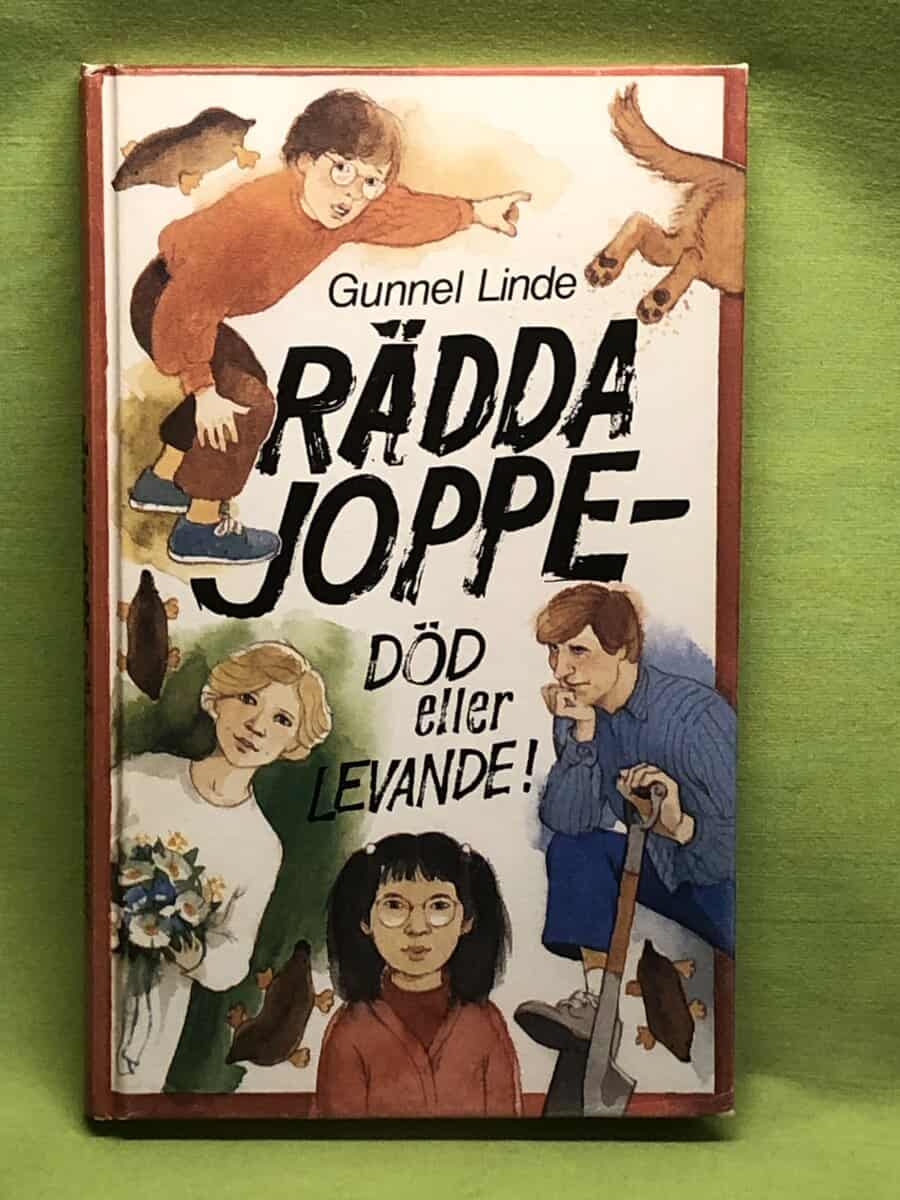 Gunnel Linde
RÄDDA
JOPPE-
DÖD
eller
LEVANDE!